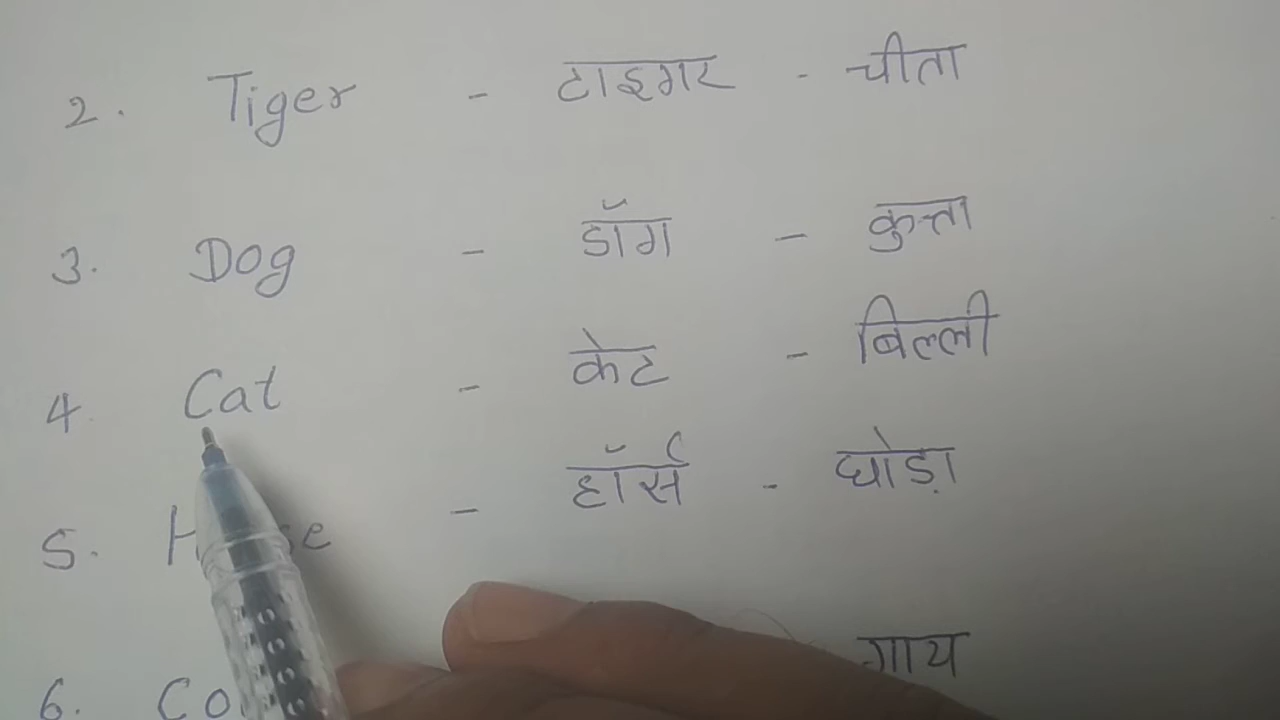 2. Tiger - टाइगर - चीता
3. Dog - डॉग - कुत्ता
4. Cat - केट - बिल्ली
5. - हॉर्स - घोड़ा
6. गाय